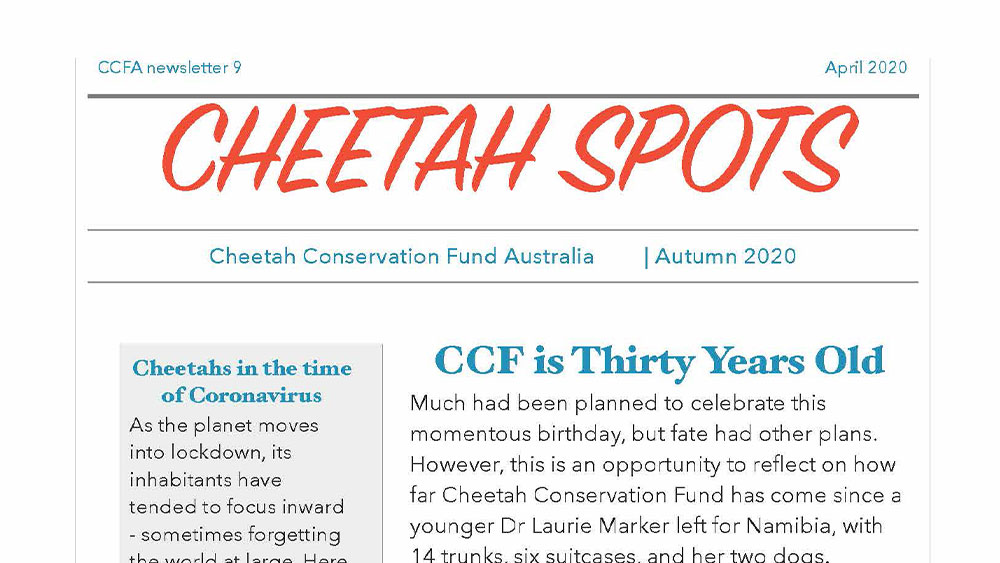 CCFA newsletter 9
April 2020
CHEETAH SPOTS
Cheetah Conservation Fund Australia | Autumn 2020
Cheetahs in the time
of Coronavirus
As the planet moves
into lockdown, its
inhabitants have
tended to focus inward
- sometimes forgetting
the world at large. Here
CCF is Thirty Years Old
Much had been planned to celebrate this
momentous birthday, but fate had other plans.
However, this is an opportunity to reflect on how
far Cheetah Conservation Fund has come since a
younger Dr Laurie Marker left for Namibia, with
14 trunks, six suitcases, and her two dogs.